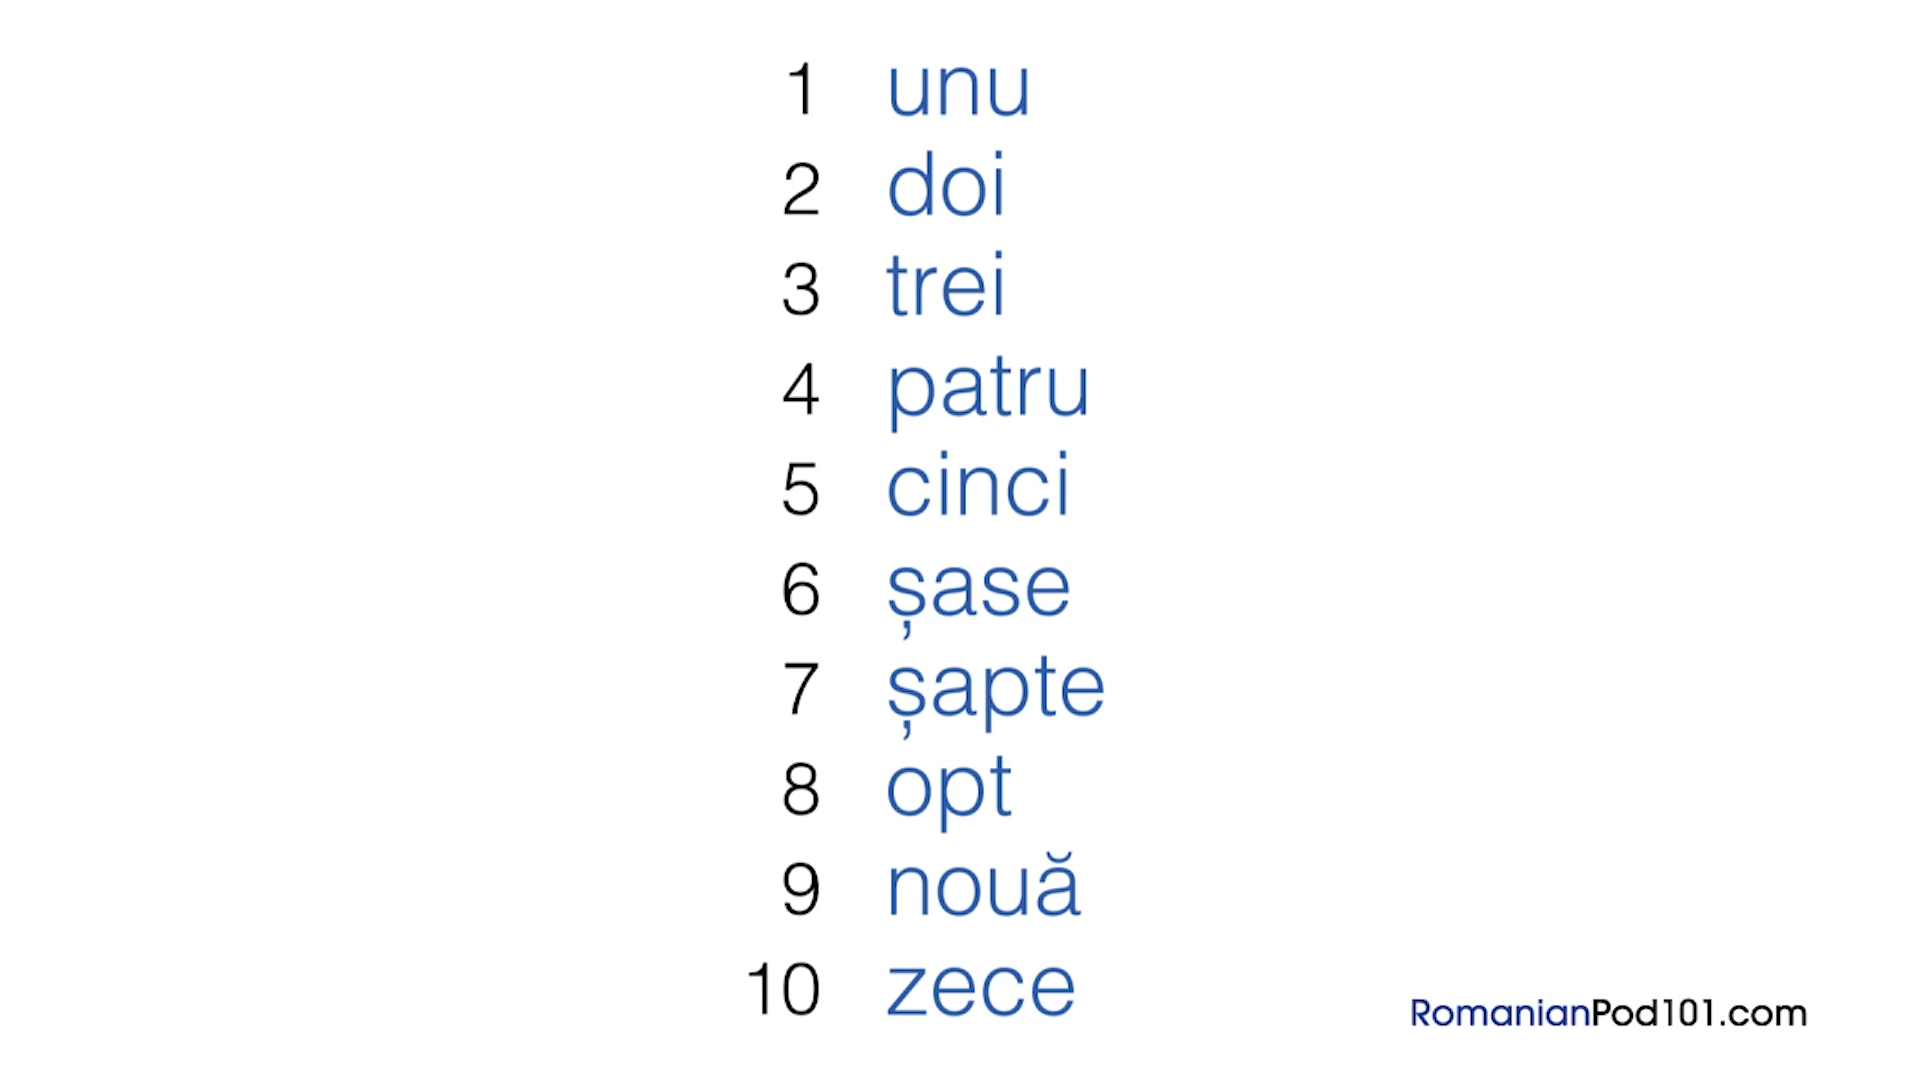 1 unu
2 doi
3 trei
4 patru
5 cinci
6 șase
7 șapte
8 opt
9 nouă
10 zece
RomanianPod101.com